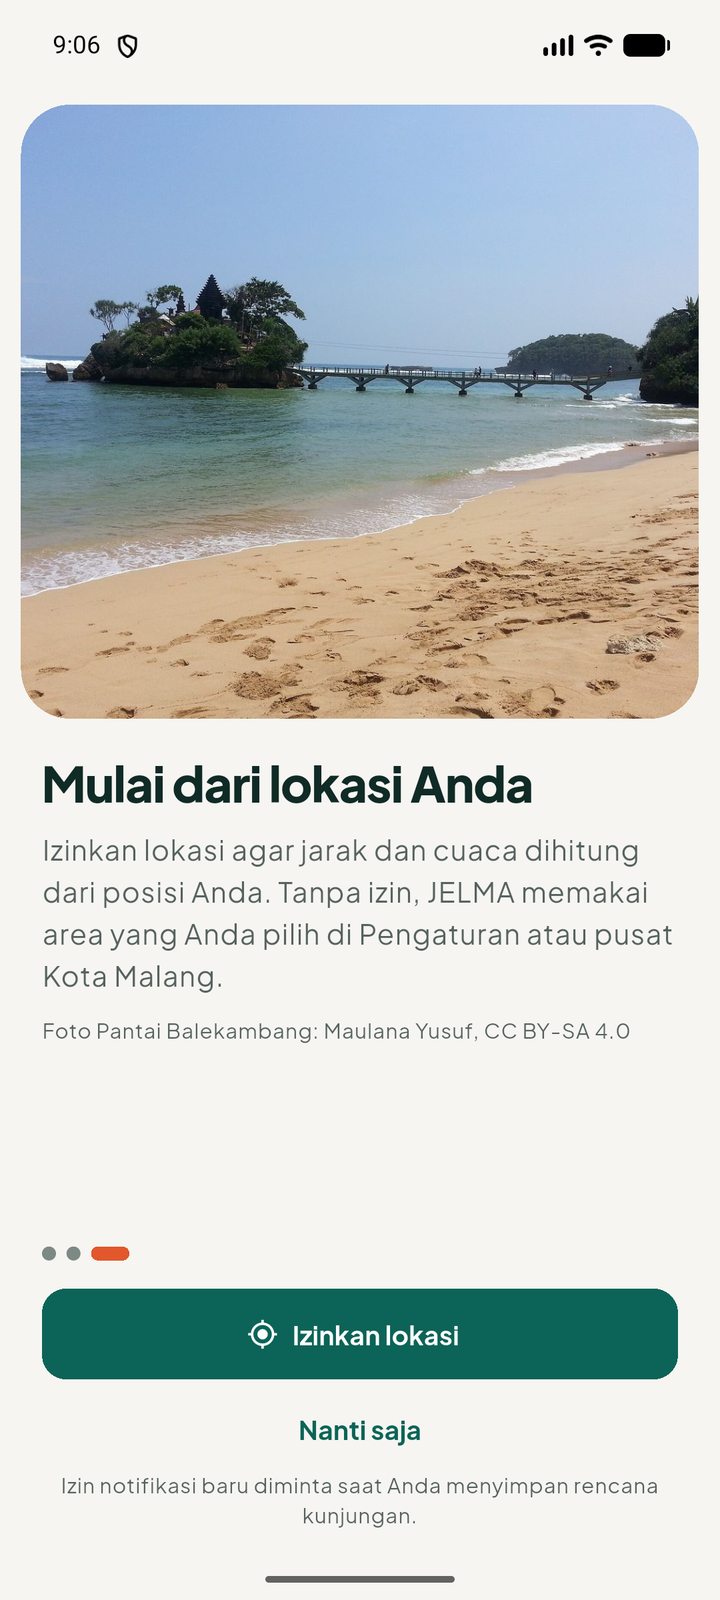 9:06
Mulai dari lokasi Anda
Izinkan lokasi agar jarak dan cuaca dihitung
dari posisi Anda. Tanpa izin, JELMA memakai
area yang Anda pilih di Pengaturan atau pusat
Kota Malang.
Foto Pantai Balekambang: Maulana Yusuf, CC BY-SA 4.0
Izinkan lokasi
Nanti saja
Izin notifikasi baru diminta saat Anda menyimpan rencana
kunjungan.